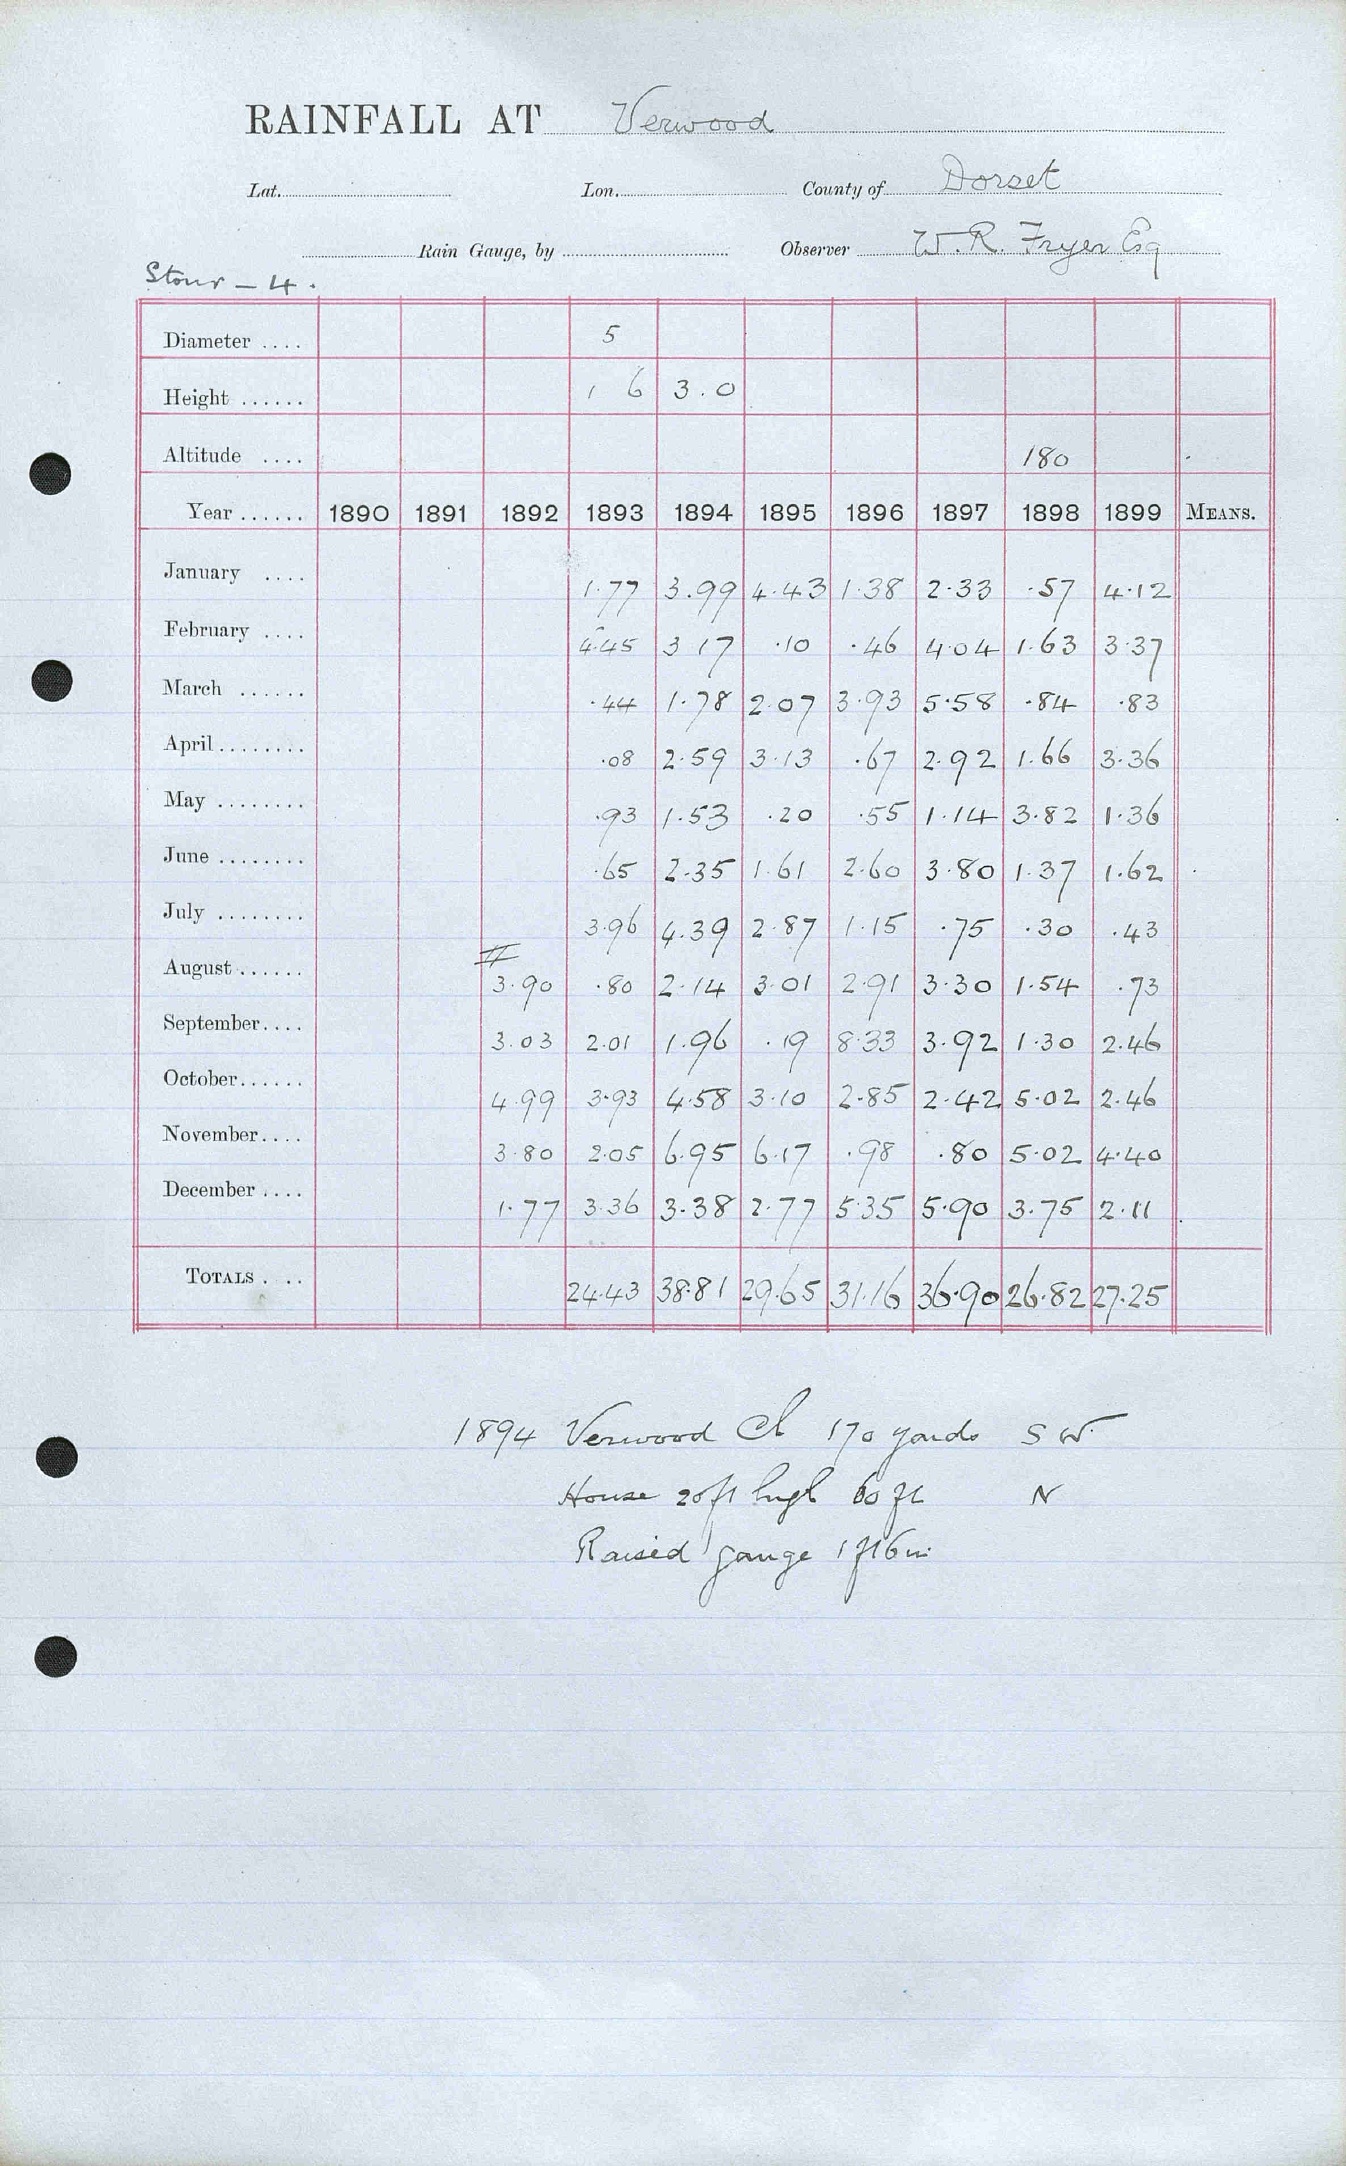 RAINFALL AT Verwood
Lat. Lon. County of Dorset
Rain Gauge, by Observer W. R. Fryer Esq
Stour - 4.
Diameter .... 5
Height ...... 1 6 3.0
Altitude .... 180
Year ...... 1890 1891 1892 1893 1894 1895 1896 1897 1898 1899 MEANS.
January .... 1.77 3.99 4.43 1.38 2.33 .57 4.12
February .... 4.45 3 17 .10 .46 4.04 1.63 3.37
March ...... .44 1.78 2.07 3.93 5.58 .84 .83
April ........ .08 2.59 3.13 .67 2.92 1.66 3.36
May ........ .93 1.53 .20 .55 1.14 3.82 1.36
June ........ .65 2.35 1.61 2.60 3.80 1.37 1.62
July ........ 3.96 4.39 2.87 1.15 .75 .30 .43
August ...... 3.90 .80 2.14 3.01 2.91 3.30 1.54 .73
September.... 3.03 2.01 1.96 .19 8.33 3.92 1.30 2.46
October...... 4.99 3.93 4.58 3.10 2.85 2.42 5.02 2.46
November.... 3.80 2.05 6.95 6.17 .98 .80 5.02 4.40
December .... 1.77 3.36 3.38 2.77 5.35 5.90 3.75 2.11
TOTALS .... 24.43 38.81 29.65 31.16 36.90 26.82 27.25
1894 Verwood Ch 170 yards S W
House 20ft high 60 ft N
Raised gauge 1 ft 6 in